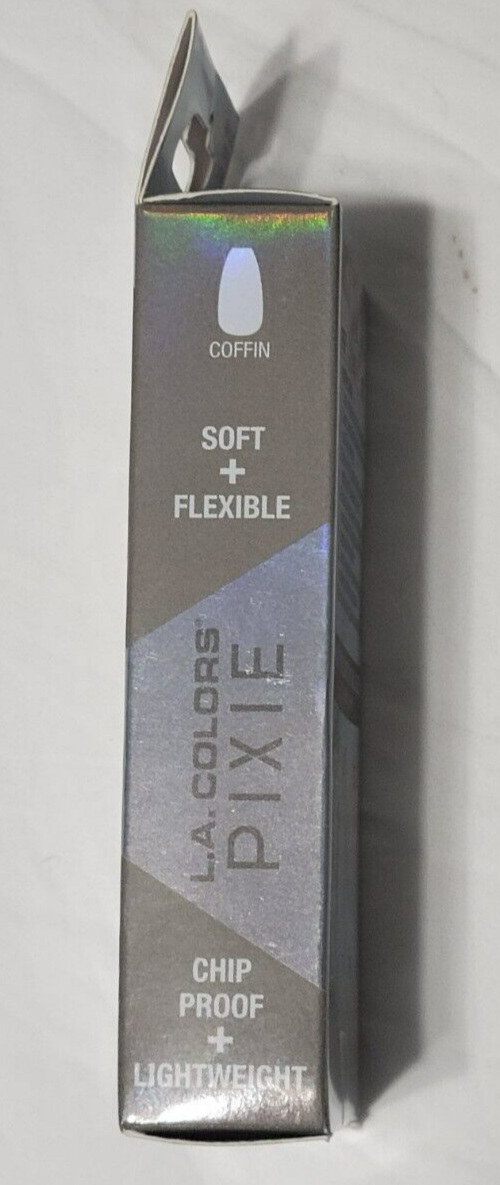 COFFIN
SOFT
+
FLEXIBLE
L.A. COLORS®
PIXIE
CHIP
PROOF
+
LIGHTWEIGHT